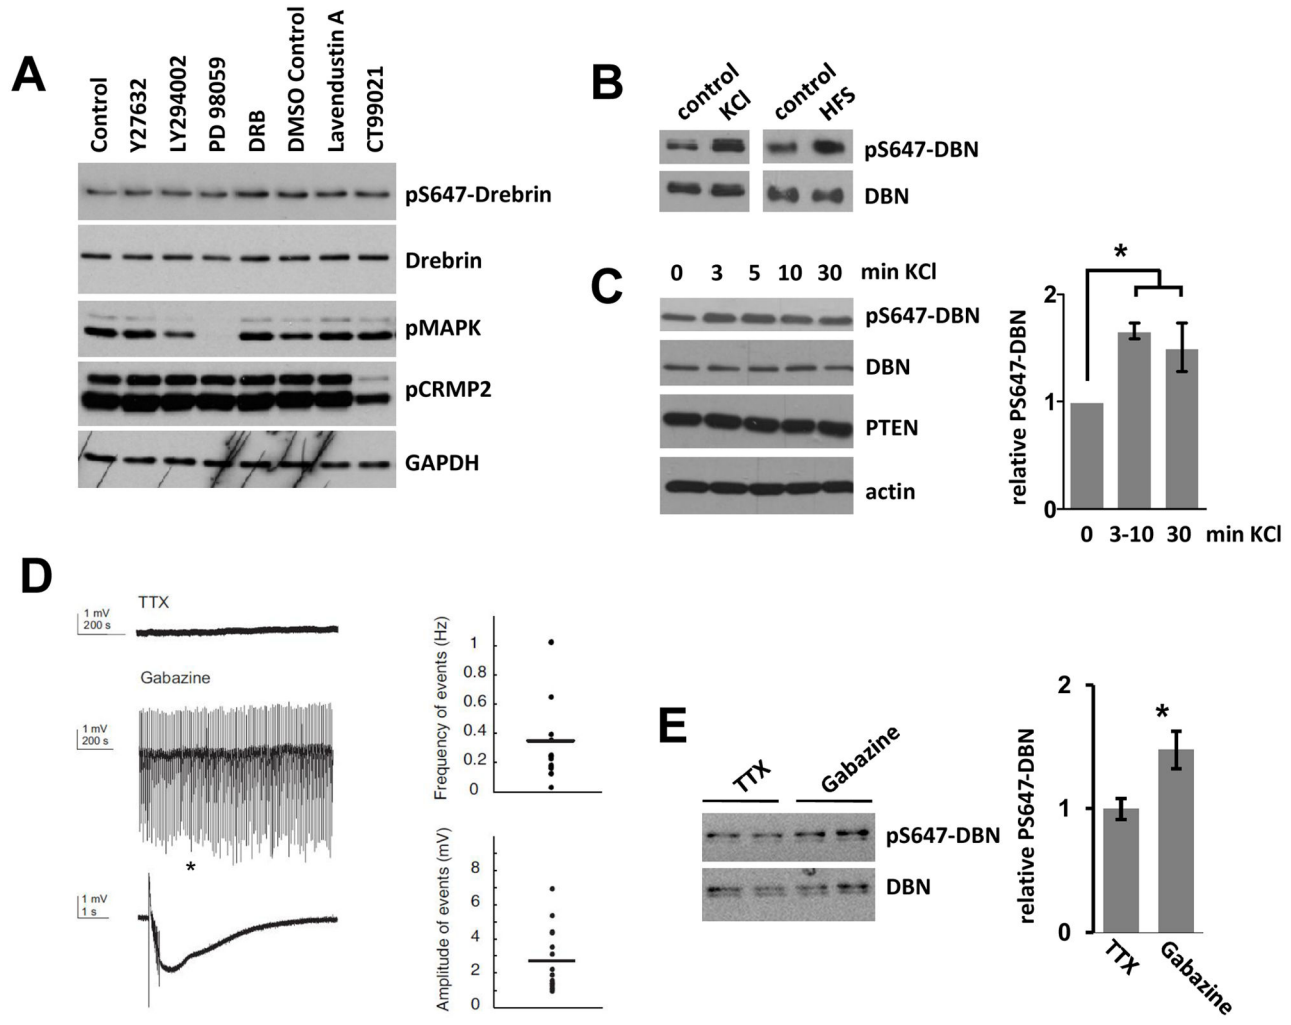 A
Control
Y27632
LY294002
PD 98059
DRB
DMSO Control
Lavendustin A
CT99021
pS647-Drebrin
Drebrin
pMAPK
pCRMP2
GAPDH
B
control
KCl
control
HFS
pS647-DBN
DBN
C
0 3 5 10 30 min KCl
pS647-DBN
DBN
PTEN
actin
relative PS647-DBN
2
1
0
*
0 3-10 30 min KCl
D
TTX
1 mV
200 s
Gabazine
1 mV
200 s
*
1 mV
1 s
Frequency of events (Hz)
1
0.8
0.6
0.4
0.2
0
Amplitude of events (mV)
8
6
4
2
0
E
TTX
Gabazine
pS647-DBN
DBN
relative PS647-DBN
2
1
0
*
TTX
Gabazine